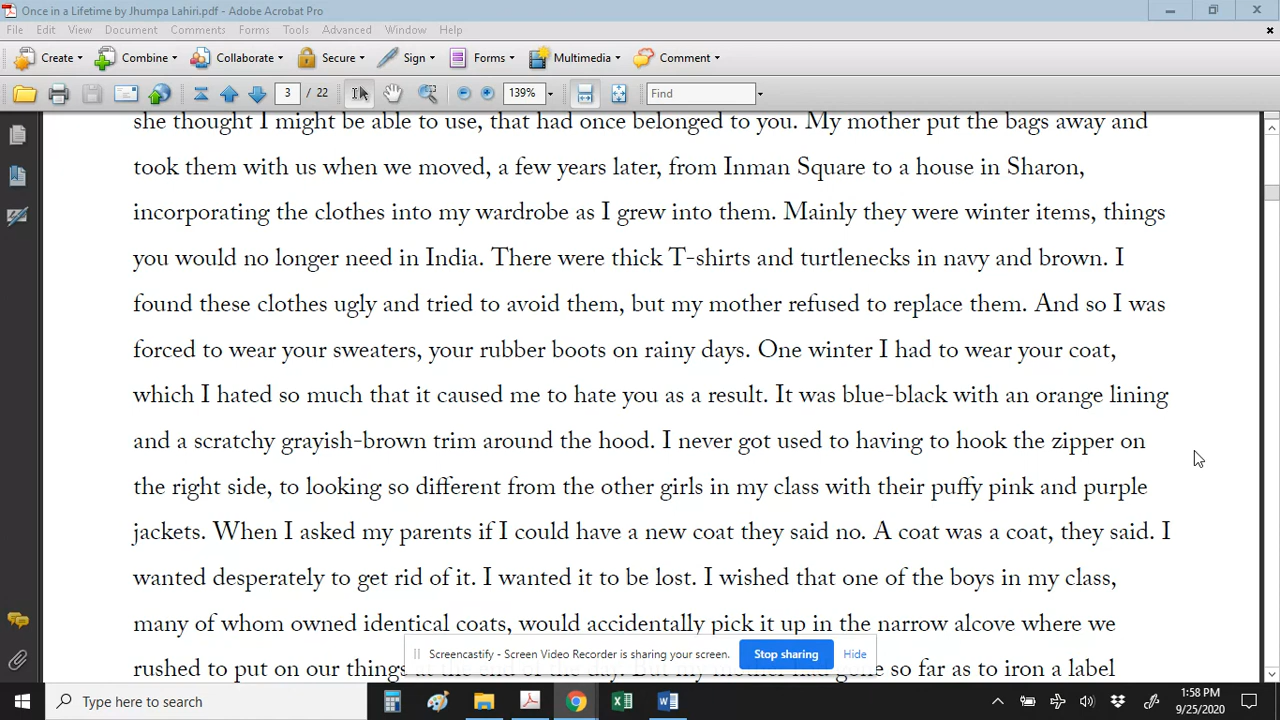 Once in a Lifetime by Jhumpa Lahiri.pdf - Adobe Acrobat Pro
File Edit View Document Comments Forms Tools Advanced Window Help
Create Combine Collaborate Secure Sign Forms Multimedia Comment
3 / 22 139% Find
she thought I might be able to use, that had once belonged to you. My mother put the bags away and
took them with us when we moved, a few years later, from Inman Square to a house in Sharon,
incorporating the clothes into my wardrobe as I grew into them. Mainly they were winter items, things
you would no longer need in India. There were thick T-shirts and turtlenecks in navy and brown. I
found these clothes ugly and tried to avoid them, but my mother refused to replace them. And so I was
forced to wear your sweaters, your rubber boots on rainy days. One winter I had to wear your coat,
which I hated so much that it caused me to hate you as a result. It was blue-black with an orange lining
and a scratchy grayish-brown trim around the hood. I never got used to having to hook the zipper on
the right side, to looking so different from the other girls in my class with their puffy pink and purple
jackets. When I asked my parents if I could have a new coat they said no. A coat was a coat, they said. I
wanted desperately to get rid of it. I wanted it to be lost. I wished that one of the boys in my class,
many of whom owned identical coats, would accidentally pick it up in the narrow alcove where we
Screencastify - Screen Video Recorder is sharing your screen. Stop sharing Hide
rushed to put on our things at the end of the day. But my mother had gone so far as to iron a label
Type here to search
1:58 PM
9/25/2020